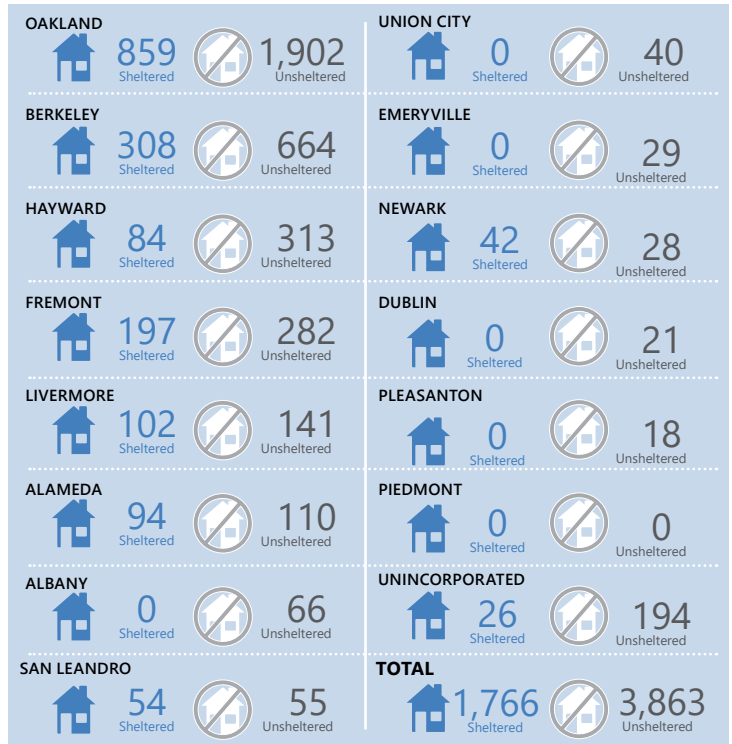 OAKLAND
859 1,902
Sheltered Unsheltered
BERKELEY
308 664
Sheltered Unsheltered
HAYWARD
84 313
Sheltered Unsheltered
FREMONT
197 282
Sheltered Unsheltered
LIVERMORE
102 141
Sheltered Unsheltered
ALAMEDA
94 110
Sheltered Unsheltered
ALBANY
0 66
Sheltered Unsheltered
SAN LEANDRO
54 55
Sheltered Unsheltered
UNION CITY
0 40
Sheltered Unsheltered
EMERYVILLE
0 29
Sheltered Unsheltered
NEWARK
42 28
Sheltered Unsheltered
DUBLIN
0 21
Sheltered Unsheltered
PLEASANTON
0 18
Sheltered Unsheltered
PIEDMONT
0 0
Sheltered Unsheltered
UNINCORPORATED
26 194
Sheltered Unsheltered
TOTAL
1,766 3,863
Sheltered Unsheltered